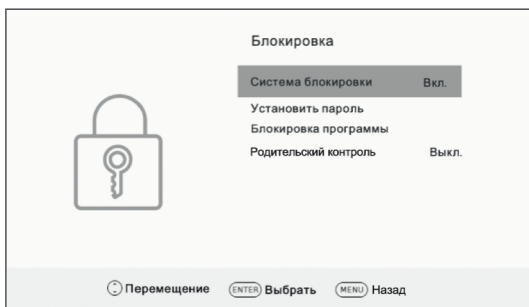 Блокировка
Система блокировки Вкл.
Установить пароль
Блокировка программы
Родительский контроль Выкл.
Перемещение ENTER Выбрать MENU Назад